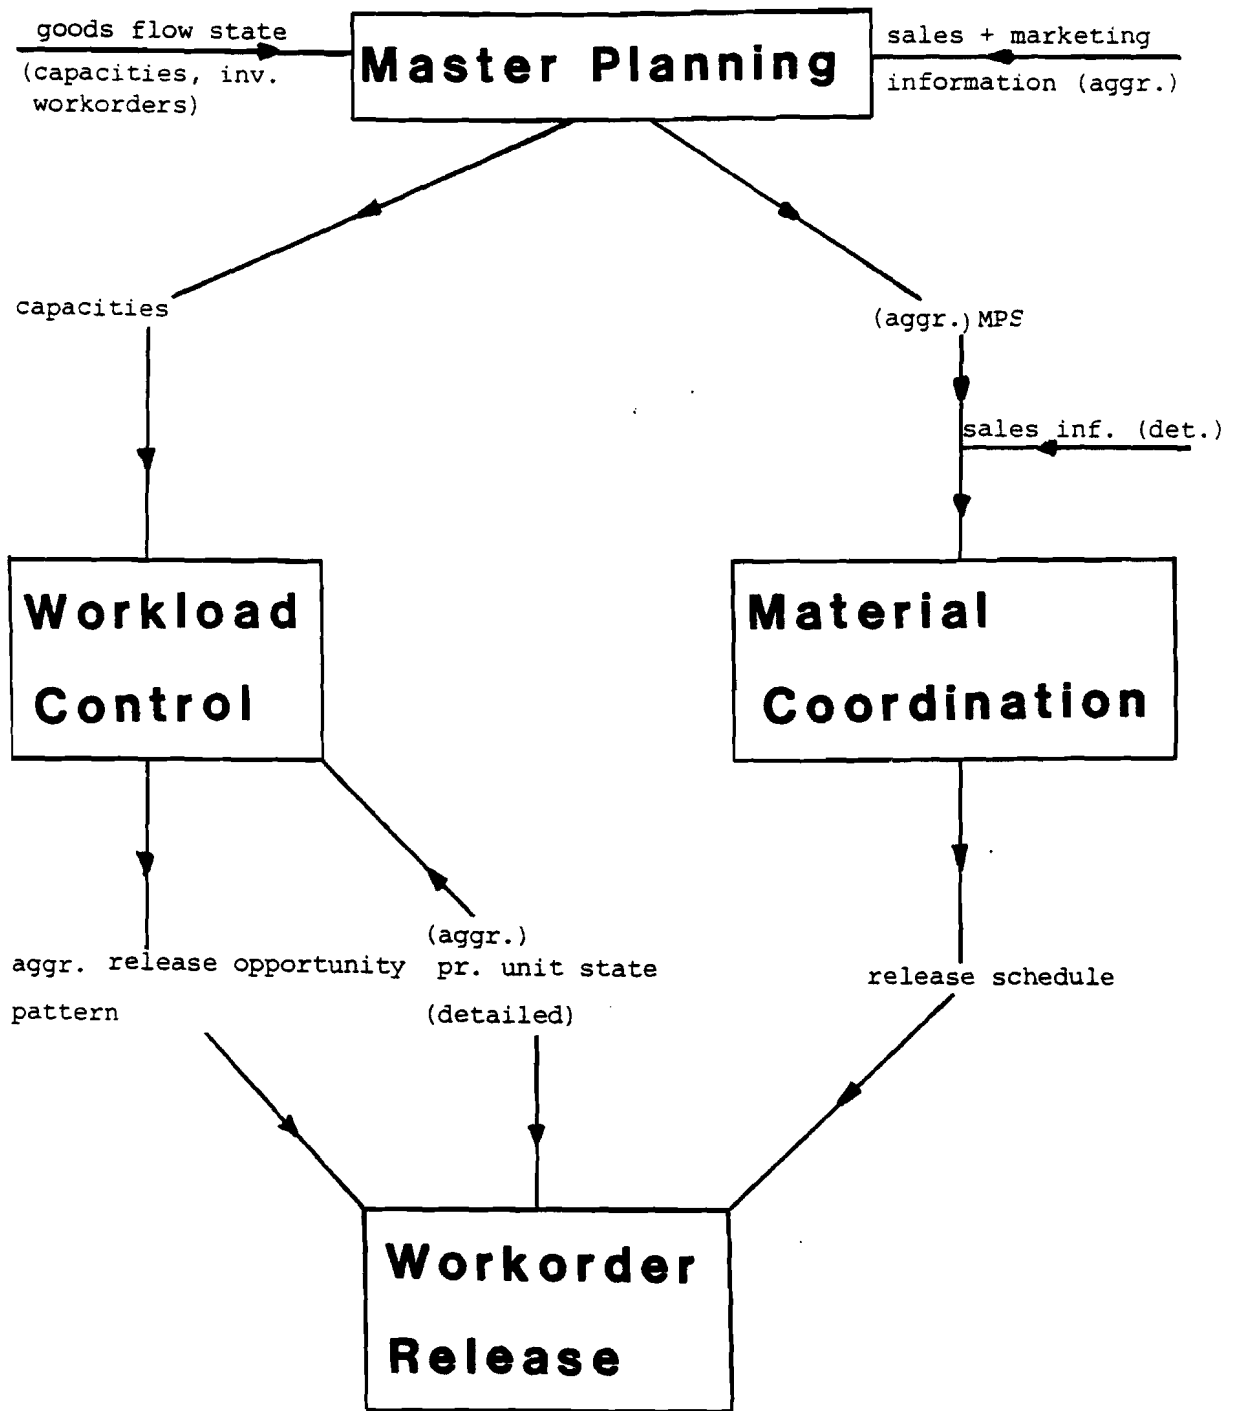 goods flow state
(capacities, inv.
workorders)
Master Planning
sales + marketing
information (aggr.)
capacities
(aggr.) MPS
sales inf. (det.)
Workload
Control
Material
Coordination
(aggr.)
aggr. release opportunity
pattern
pr. unit state
(detailed)
release schedule
Workorder
Release